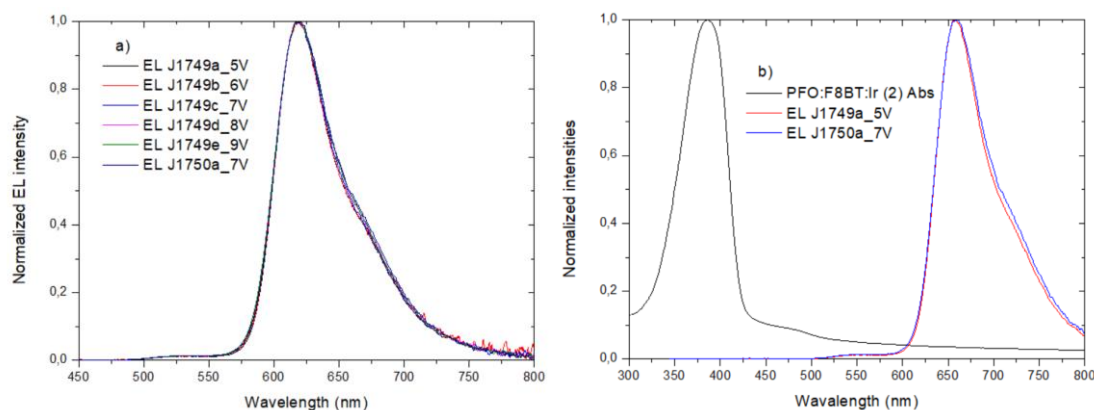 a)
EL J1749a_5V
EL J1749b_6V
EL J1749c_7V
EL J1749d_8V
EL J1749e_9V
EL J1750a_7V
Normalized EL intensity
1,0
0,8
0,6
0,4
0,2
0,0
450 500 550 600 650 700 750 800
Wavelength (nm)
b)
PFO:F8BT:Ir (2) Abs
EL J1749a_5V
EL J1750a_7V
Normalized intensities
1,0
0,8
0,6
0,4
0,2
0,0
300 350 400 450 500 550 600 650 700 750 800
Wavalength (nm)